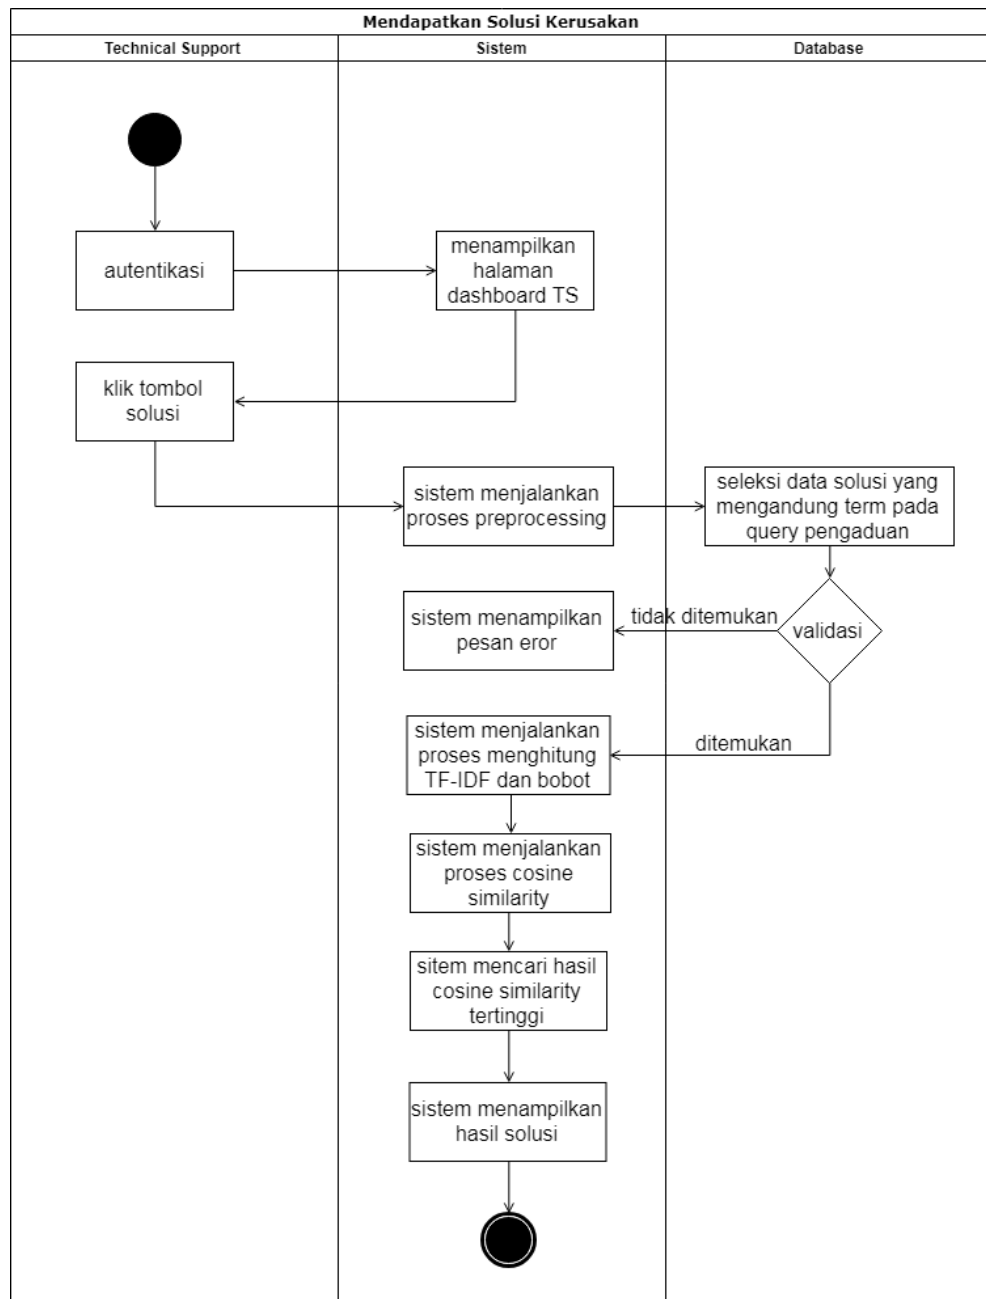 Mendapatkan Solusi Kerusakan
Technical Support
Sistem
Database
autentikasi
menampilkan
halaman
dashboard TS
klik tombol
solusi
sistem menjalankan
proses preprocessing
seleksi data solusi yang
mengandung term pada
query pengaduan
sistem menampilkan
pesan eror
tidak ditemukan
validasi
sistem menjalankan
proses menghitung
TF-IDF dan bobot
ditemukan
sistem menjalankan
proses cosine
similarity
sitem mencari hasil
cosine similarity
tertinggi
sistem menampilkan
hasil solusi